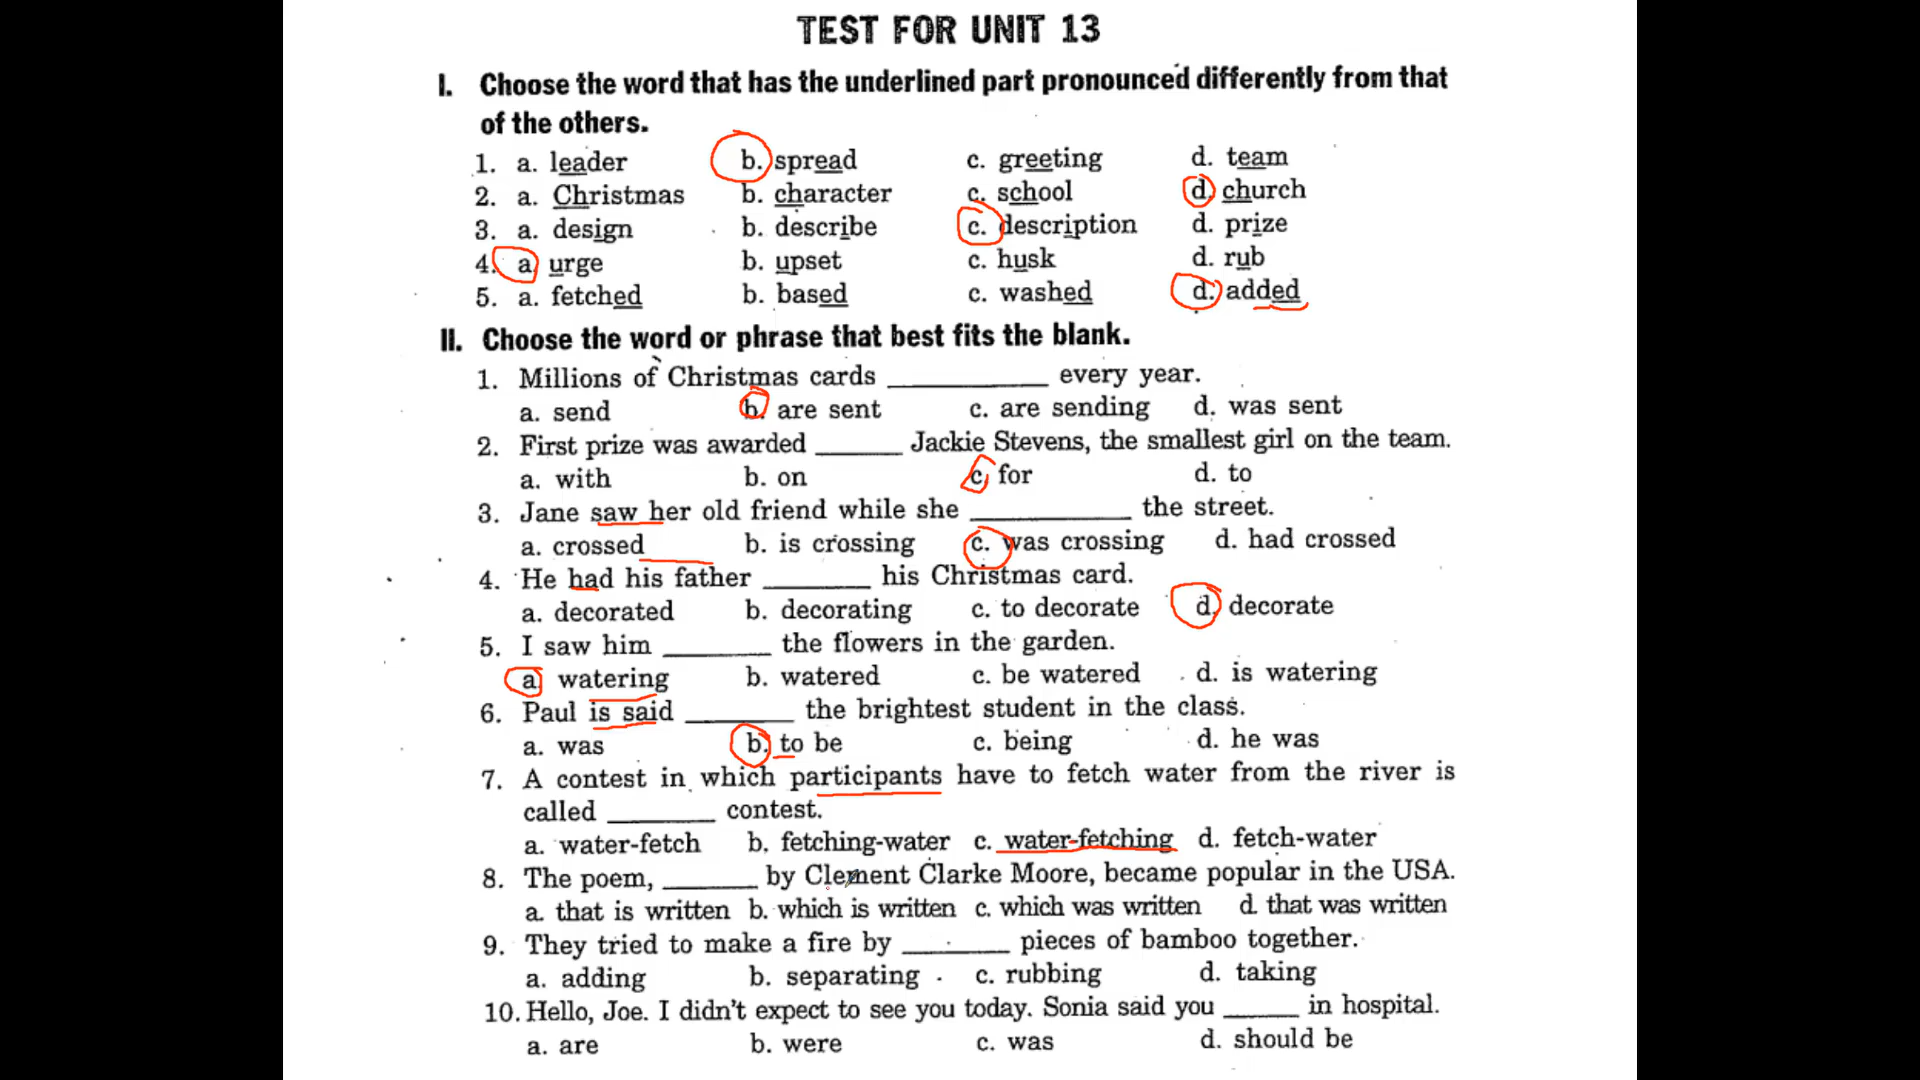 TEST FOR UNIT 13
I. Choose the word that has the underlined part pronounced differently from that
of the others.
1. a. leader b. spread c. greeting d. team
2. a. Christmas b. character c. school d. church
3. a. design b. describe c. description d. prize
4. a. urge b. upset c. husk d. rub
5. a. fetched b. based c. washed d. added
II. Choose the word or phrase that best fits the blank.
1. Millions of Christmas cards __________ every year.
a. send b. are sent c. are sending d. was sent
2. First prize was awarded ______ Jackie Stevens, the smallest girl on the team.
a. with b. on c. for d. to
3. Jane saw her old friend while she __________ the street.
a. crossed b. is crossing c. was crossing d. had crossed
4. He had his father _______ his Christmas card.
a. decorated b. decorating c. to decorate d. decorate
5. I saw him _______ the flowers in the garden.
a. watering b. watered c. be watered d. is watering
6. Paul is said _______ the brightest student in the class.
a. was b. to be c. being d. he was
7. A contest in which participants have to fetch water from the river is
called _______ contest.
a. water-fetch b. fetching-water c. water-fetching d. fetch-water
8. The poem, ______ by Clement Clarke Moore, became popular in the USA.
a. that is written b. which is written c. which was written d. that was written
9. They tried to make a fire by _______ pieces of bamboo together.
a. adding b. separating c. rubbing d. taking
10. Hello, Joe. I didn't expect to see you today. Sonia said you _____ in hospital.
a. are b. were c. was d. should be